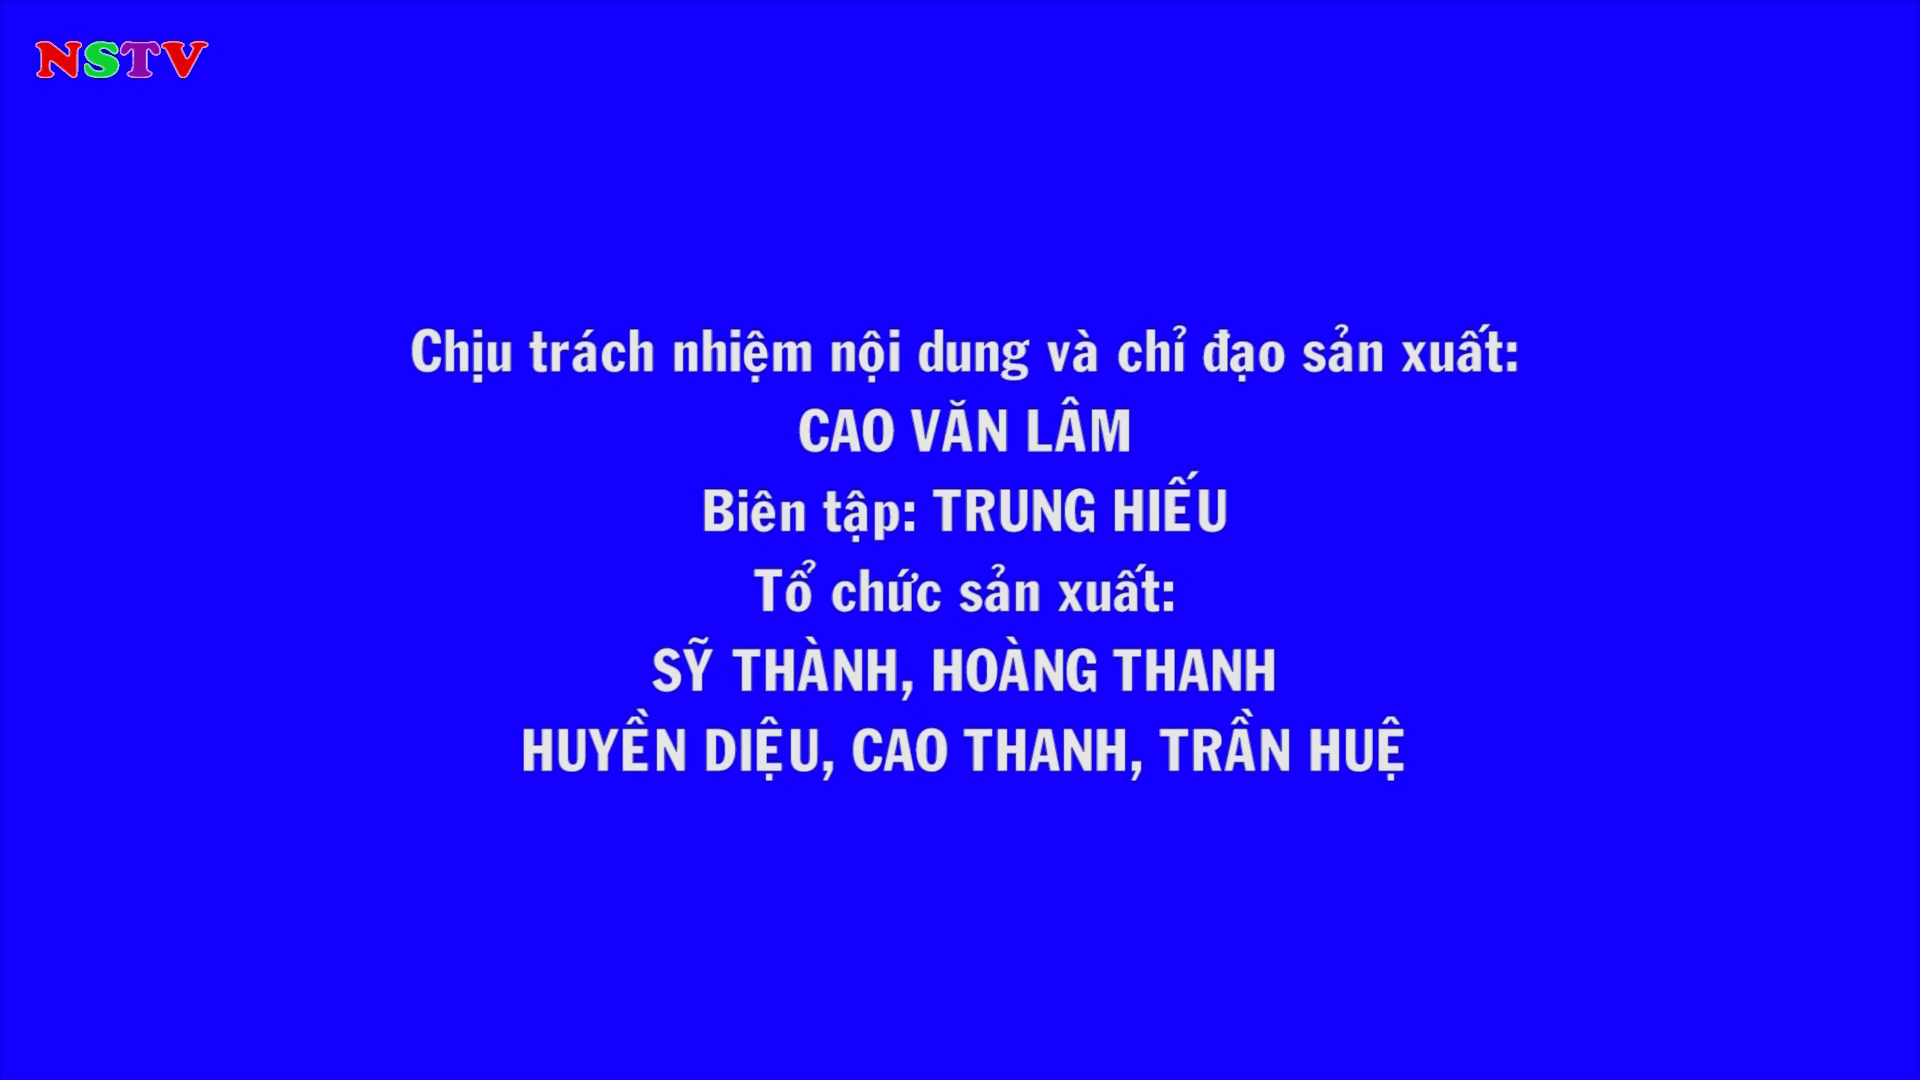 NSTV
Chịu trách nhiệm nội dung và chỉ đạo sản xuất:
CAO VĂN LÂM
Biên tập: TRUNG HIẾU
Tổ chức sản xuất:
SỸ THÀNH, HOÀNG THANH
HUYỀN DIỆU, CAO THANH, TRẦN HUỆ